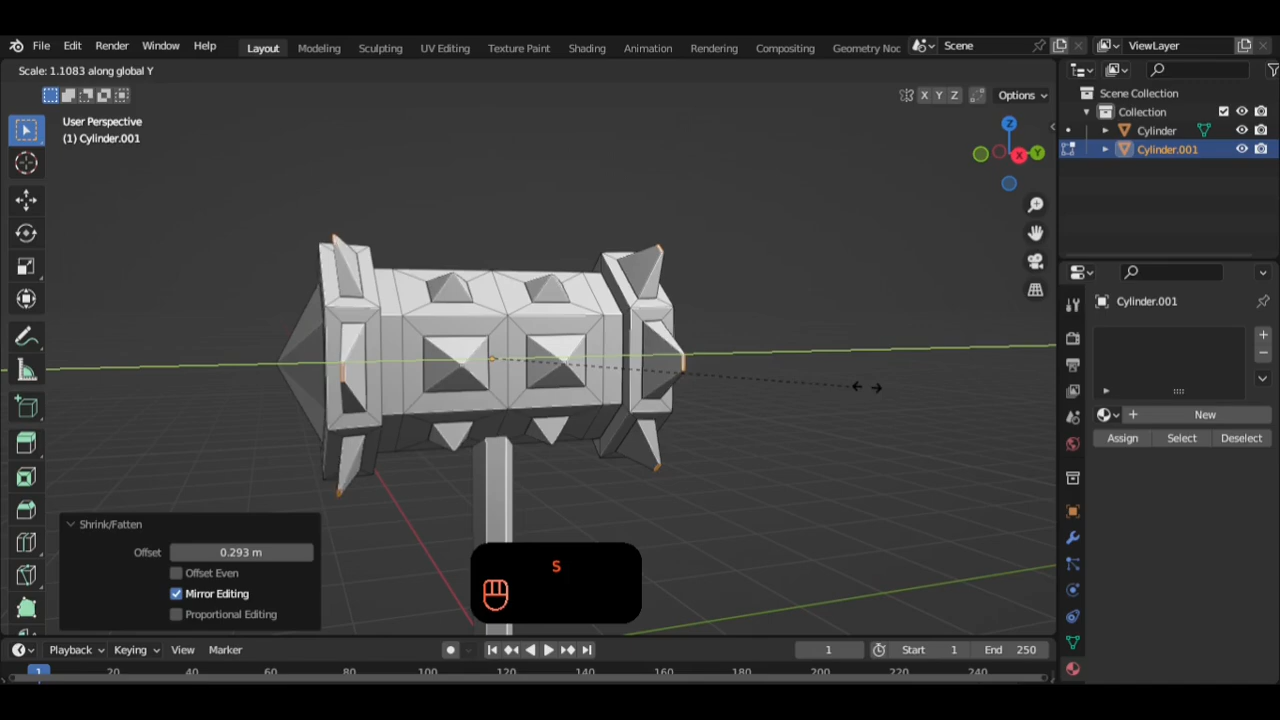 File Edit Render Window Help Layout Modeling Sculpting UV Editing Texture Paint Shading Animation Rendering Compositing Geometry Noc Scene ViewLayer
Scale: 1.1083 along global Y
X Y Z Options
User Perspective
(1) Cylinder.001
Z
X Y
Scene Collection
Collection
Cylinder
Cylinder.001
Cylinder.001
New
Assign Select Deselect
Shrink/Fatten
Offset 0.293 m
Offset Even
Mirror Editing
Proportional Editing
S
Playback Keying View Marker 1 Start 1 End 250
1 20 40 60 80 100 120 140 160 180 200 220 240